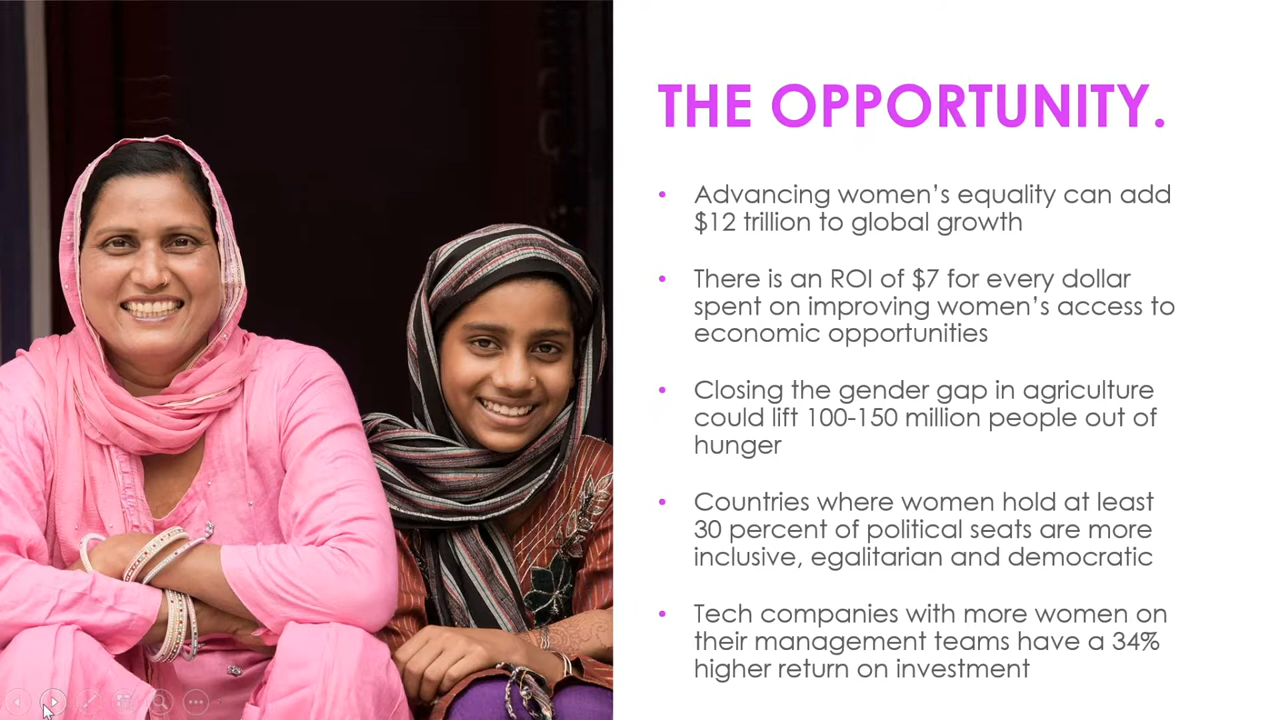 THE OPPORTUNITY.
• Advancing women’s equality can add
$12 trillion to global growth
• There is an ROI of $7 for every dollar
spent on improving women’s access to
economic opportunities
• Closing the gender gap in agriculture
could lift 100-150 million people out of
hunger
• Countries where women hold at least
30 percent of political seats are more
inclusive, egalitarian and democratic
• Tech companies with more women on
their management teams have a 34%
higher return on investment